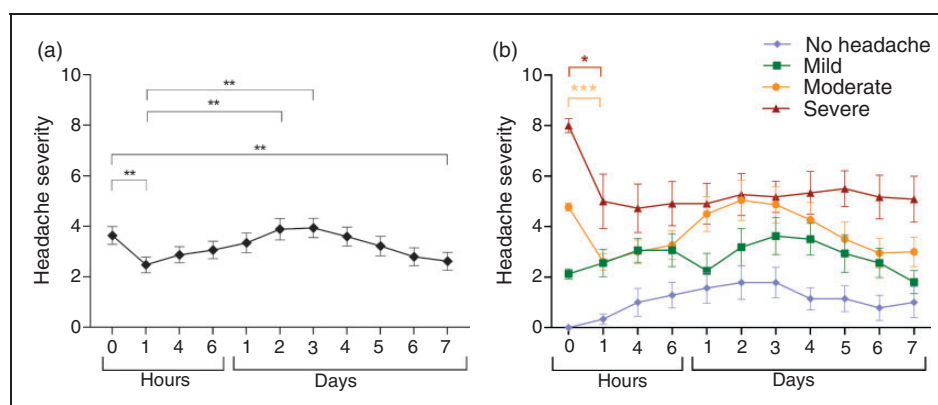 (a)
10
8
6
4
2
0
Headache severity
**
**
**
**
0 1 4 6 1 2 3 4 5 6 7
Hours Days
(b)
No headache
Mild
Moderate
Severe
10
8
6
4
2
0
Headache severity
*
***
0 1 4 6 1 2 3 4 5 6 7
Hours Days